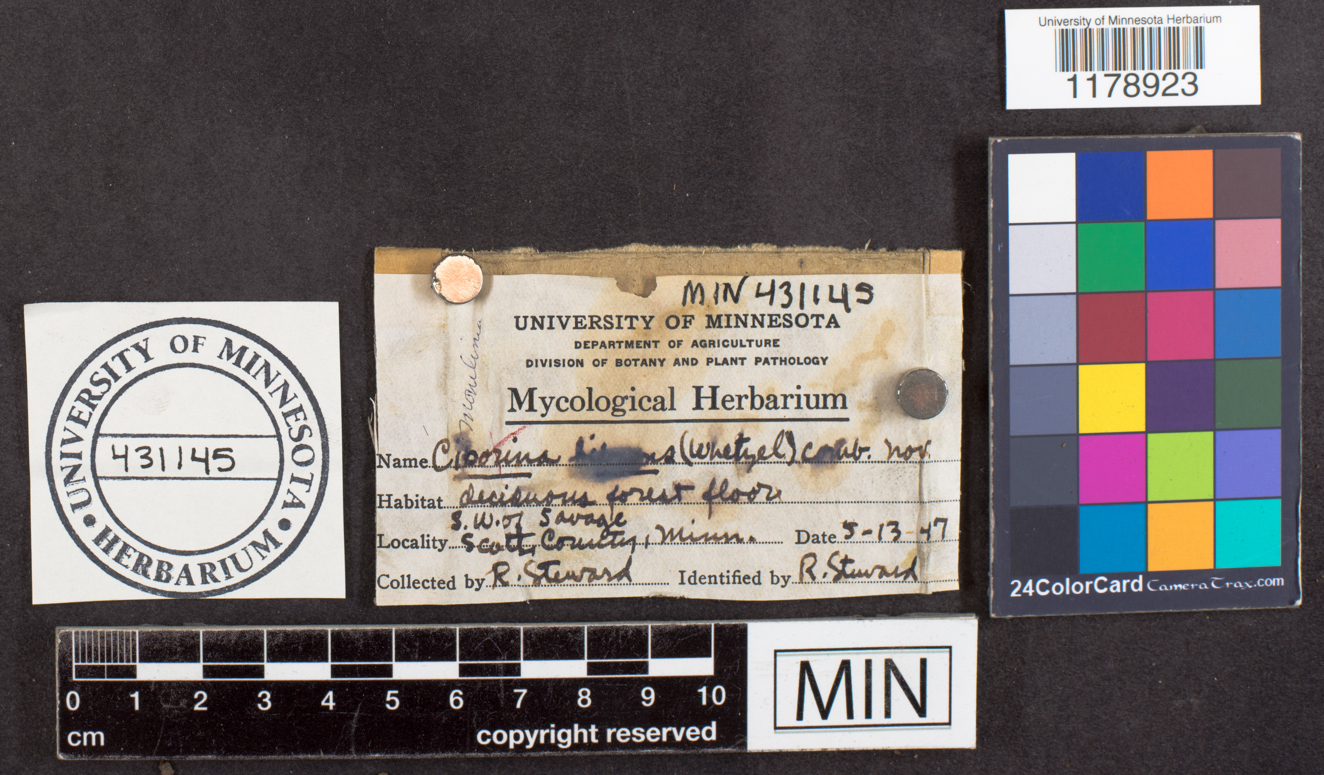 University of Minnesota Herbarium
1178923
UNIVERSITY OF MINNESOTA
431145
• HERBARIUM •
MIN 431145
UNIVERSITY OF MINNESOTA
DEPARTMENT OF AGRICULTURE
DIVISION OF BOTANY AND PLANT PATHOLOGY
Mycological Herbarium
Name Ciborina (Whetzel) comb. nov.
Habitat deciduous forest floor
S.W. of Savage
Locality Scott County, Minn. Date 5-13-47
Collected by R. Steward Identified by R. Steward
24ColorCard CameraTrax.com
0 1 2 3 4 5 6 7 8 9 10
cm
copyright reserved
MIN